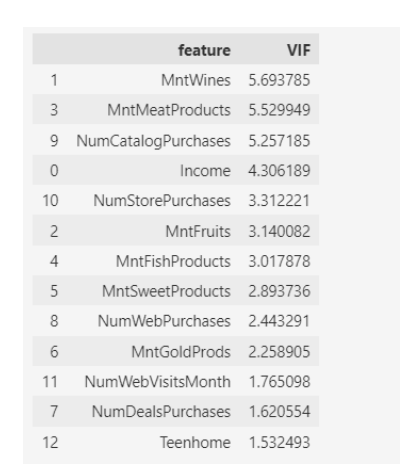 feature VIF
1 MntWines 5.693785
3 MntMeatProducts 5.529949
9 NumCatalogPurchases 5.257185
0 Income 4.306189
10 NumStorePurchases 3.312221
2 MntFruits 3.140082
4 MntFishProducts 3.017878
5 MntSweetProducts 2.893736
8 NumWebPurchases 2.443291
6 MntGoldProds 2.258905
11 NumWebVisitsMonth 1.765098
7 NumDealsPurchases 1.620554
12 Teenhome 1.532493